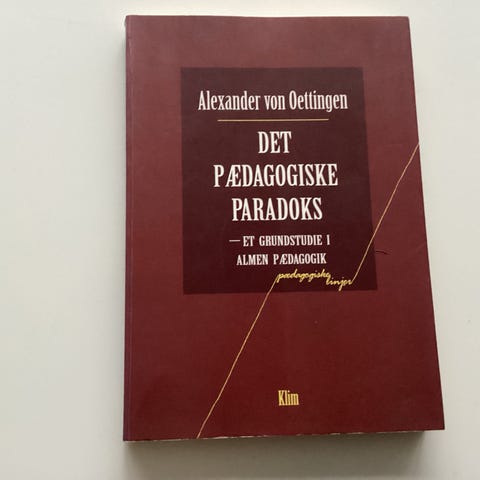 Alexander von Oettingen
DET
PÆDAGOGISKE
PARADOKS
— ET GRUNDSTUDIE I
ALMEN PÆDAGOGIK
pædagogiske
linjer
Klim